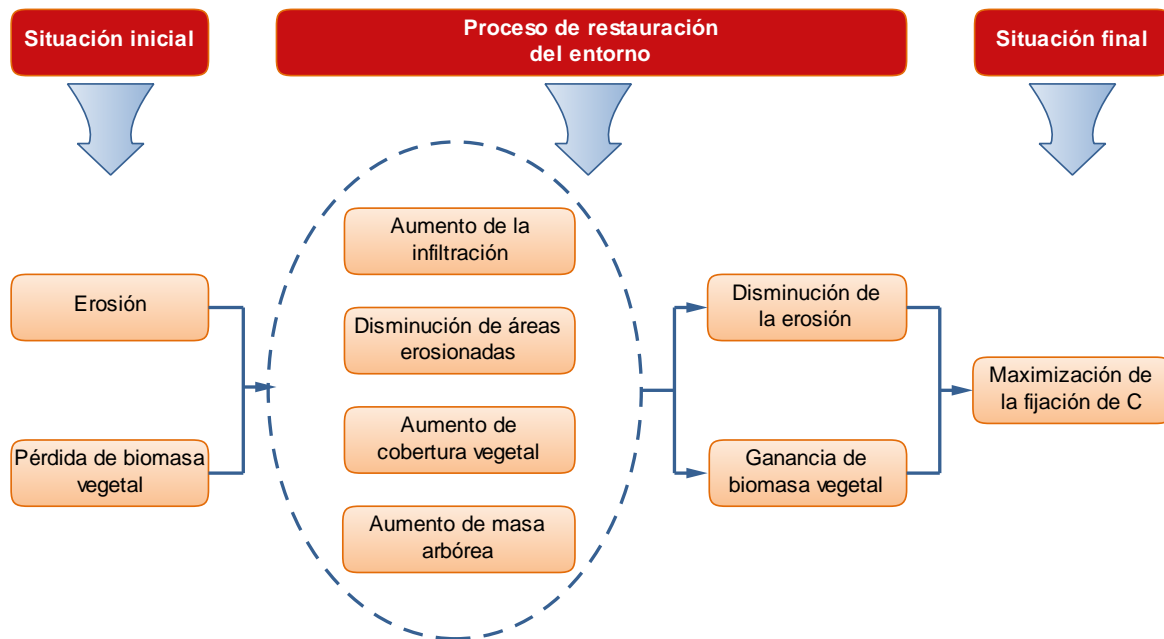 Situación inicial
Proceso de restauración
del entorno
Situación final
Aumento de la
infiltración
Erosión
Disminución de áreas
erosionadas
Disminución de
la erosión
Maximización de
la fijación de C
Aumento de
cobertura vegetal
Pérdida de biomasa
vegetal
Ganancia de
biomasa vegetal
Aumento de masa
arbórea